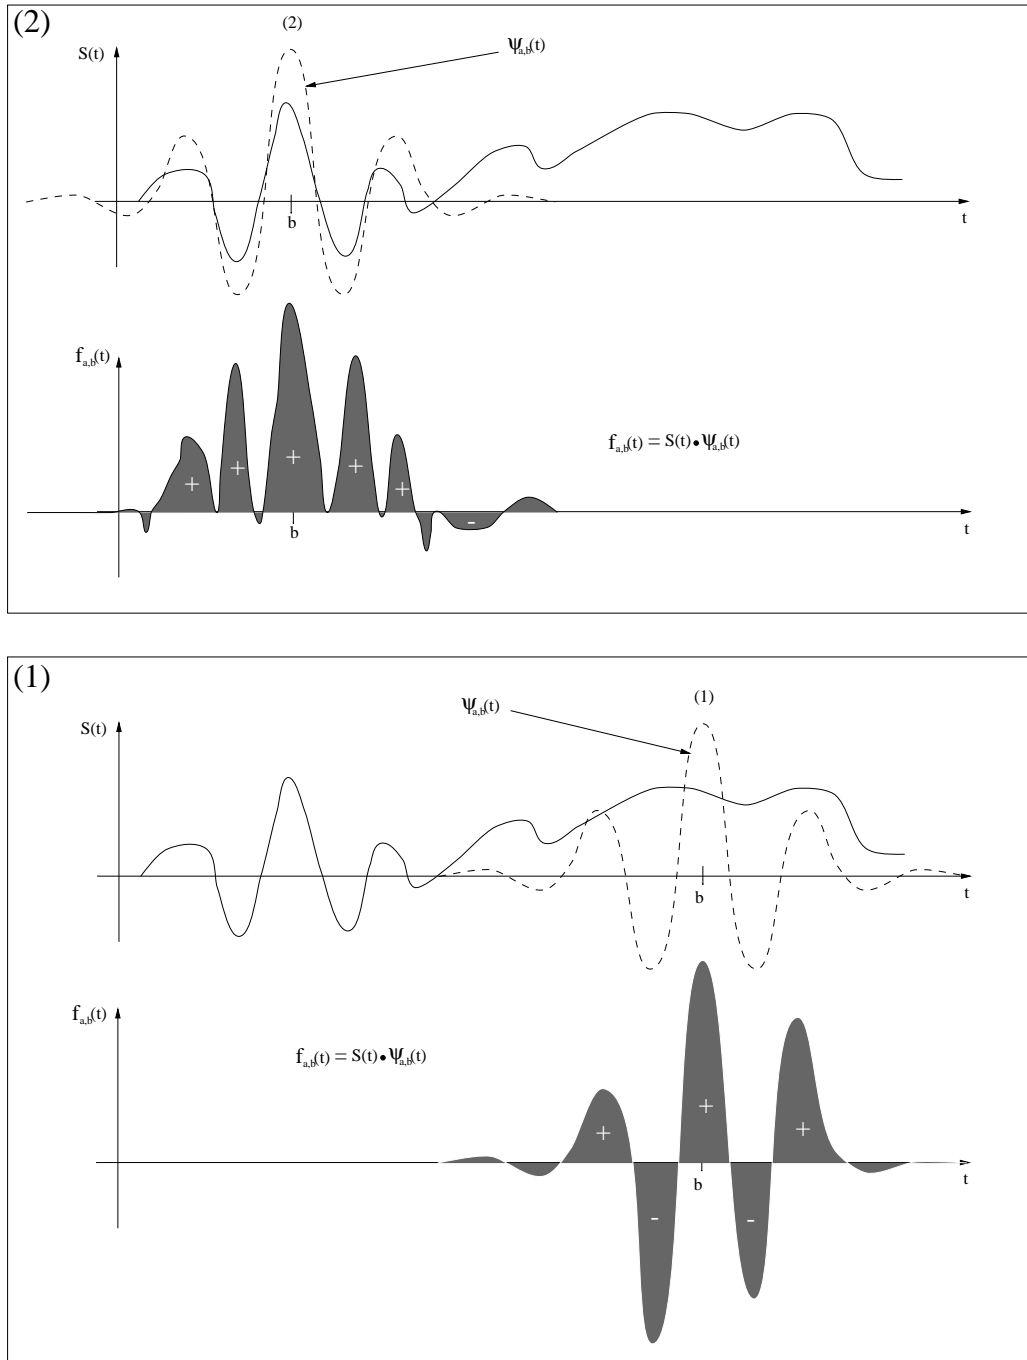 (2)
(2)
S(t)
Ψa,b(t)
b
t
fa,b(t)
fa,b(t) = S(t) • Ψa,b(t)
+ + + + +
-
b
t
(1)
(1)
Ψa,b(t)
S(t)
b
t
fa,b(t)
fa,b(t) = S(t) • Ψa,b(t)
+ + +
- -
b
t